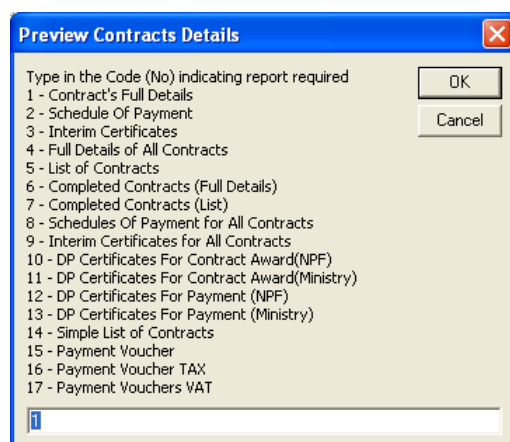 Preview Contracts Details
Type in the Code (No) indicating report required
1 - Contract's Full Details
2 - Schedule Of Payment
3 - Interim Certificates
4 - Full Details of All Contracts
5 - List of Contracts
6 - Completed Contracts (Full Details)
7 - Completed Contracts (List)
8 - Schedules Of Payment for All Contracts
9 - Interim Certificates for All Contracts
10 - DP Certificates For Contract Award(NPF)
11 - DP Certificates For Contract Award(Ministry)
12 - DP Certificates For Payment (NPF)
13 - DP Certificates For Payment (Ministry)
14 - Simple List of Contracts
15 - Payment Voucher
16 - Payment Voucher TAX
17 - Payment Vouchers VAT
OK
Cancel
1